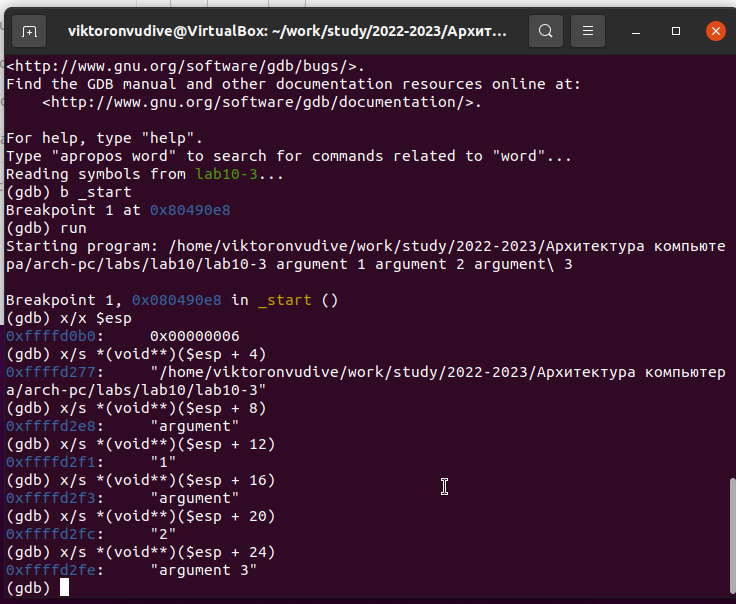 viktoronvudive@VirtualBox: ~/work/study/2022-2023/Архит...
<http://www.gnu.org/software/gdb/bugs/>.
Find the GDB manual and other documentation resources online at:
    <http://www.gnu.org/software/gdb/documentation/>.

For help, type "help".
Type "apropos word" to search for commands related to "word"...
Reading symbols from lab10-3...
(gdb) b _start
Breakpoint 1 at 0x80490e8
(gdb) run
Starting program: /home/viktoronvudive/work/study/2022-2023/Архитектура компьюте
ра/arch-pc/labs/lab10/lab10-3 argument 1 argument 2 argument\ 3

Breakpoint 1, 0x080490e8 in _start ()
(gdb) x/x $esp
0xffffd0b0:     0x00000006
(gdb) x/s *(void**)($esp + 4)
0xffffd277:     "/home/viktoronvudive/work/study/2022-2023/Архитектура компьютер
а/arch-pc/labs/lab10/lab10-3"
(gdb) x/s *(void**)($esp + 8)
0xffffd2e8:     "argument"
(gdb) x/s *(void**)($esp + 12)
0xffffd2f1:     "1"
(gdb) x/s *(void**)($esp + 16)
0xffffd2f3:     "argument"
(gdb) x/s *(void**)($esp + 20)
0xffffd2fc:     "2"
(gdb) x/s *(void**)($esp + 24)
0xffffd2fe:     "argument 3"
(gdb)